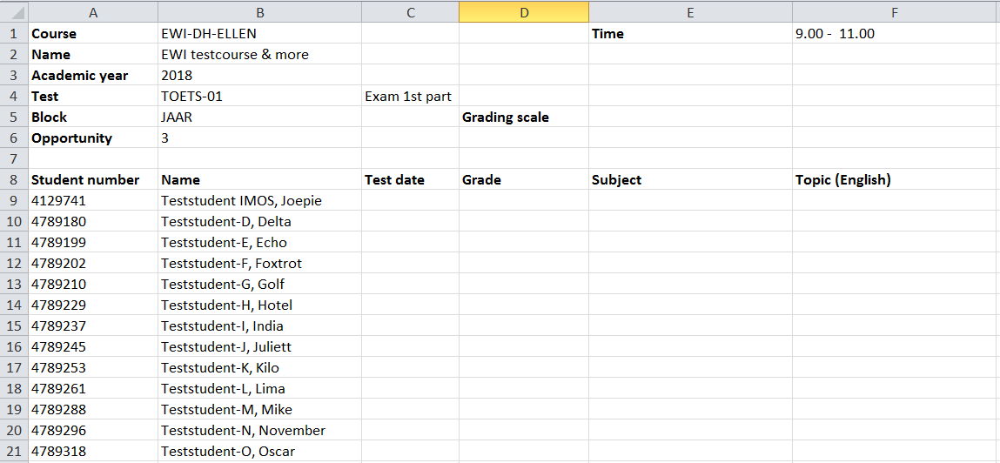 A B C D E F
1 Course EWI-DH-ELLEN Time 9.00 - 11.00
2 Name EWI testcourse & more
3 Academic year 2018
4 Test TOETS-01 Exam 1st part
5 Block JAAR Grading scale
6 Opportunity 3
7
8 Student number Name Test date Grade Subject Topic (English)
9 4129741 Teststudent IMOS, Joepie
10 4789180 Teststudent-D, Delta
11 4789199 Teststudent-E, Echo
12 4789202 Teststudent-F, Foxtrot
13 4789210 Teststudent-G, Golf
14 4789229 Teststudent-H, Hotel
15 4789237 Teststudent-I, India
16 4789245 Teststudent-J, Juliett
17 4789253 Teststudent-K, Kilo
18 4789261 Teststudent-L, Lima
19 4789288 Teststudent-M, Mike
20 4789296 Teststudent-N, November
21 4789318 Teststudent-O, Oscar